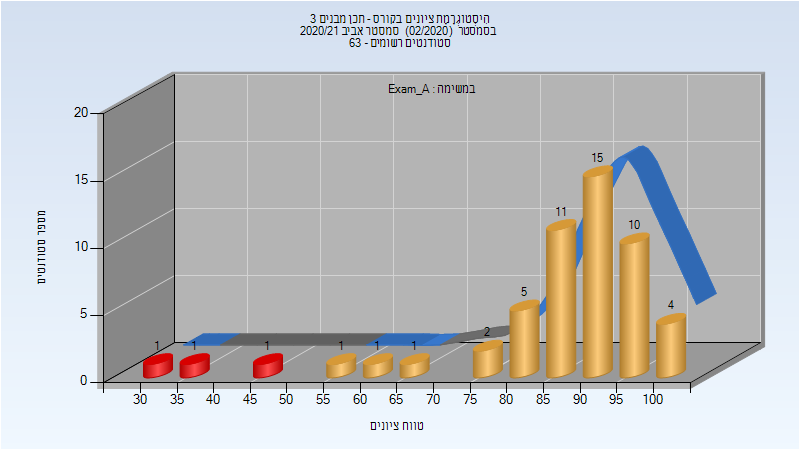 היסטוגרמת ציונים בקורס - תכן מבנים 3
בסמסטר (02/2020) סמסטר אביב 2020/21
סטודנטים רשומים - 63
במשימה : Exam_A
מספר סטודנטים
20
15
10
5
0
1 1 1 1 1 1 2 5 11 15 10 4
30 35 40 45 50 55 60 65 70 75 80 85 90 95 100
טווח ציונים